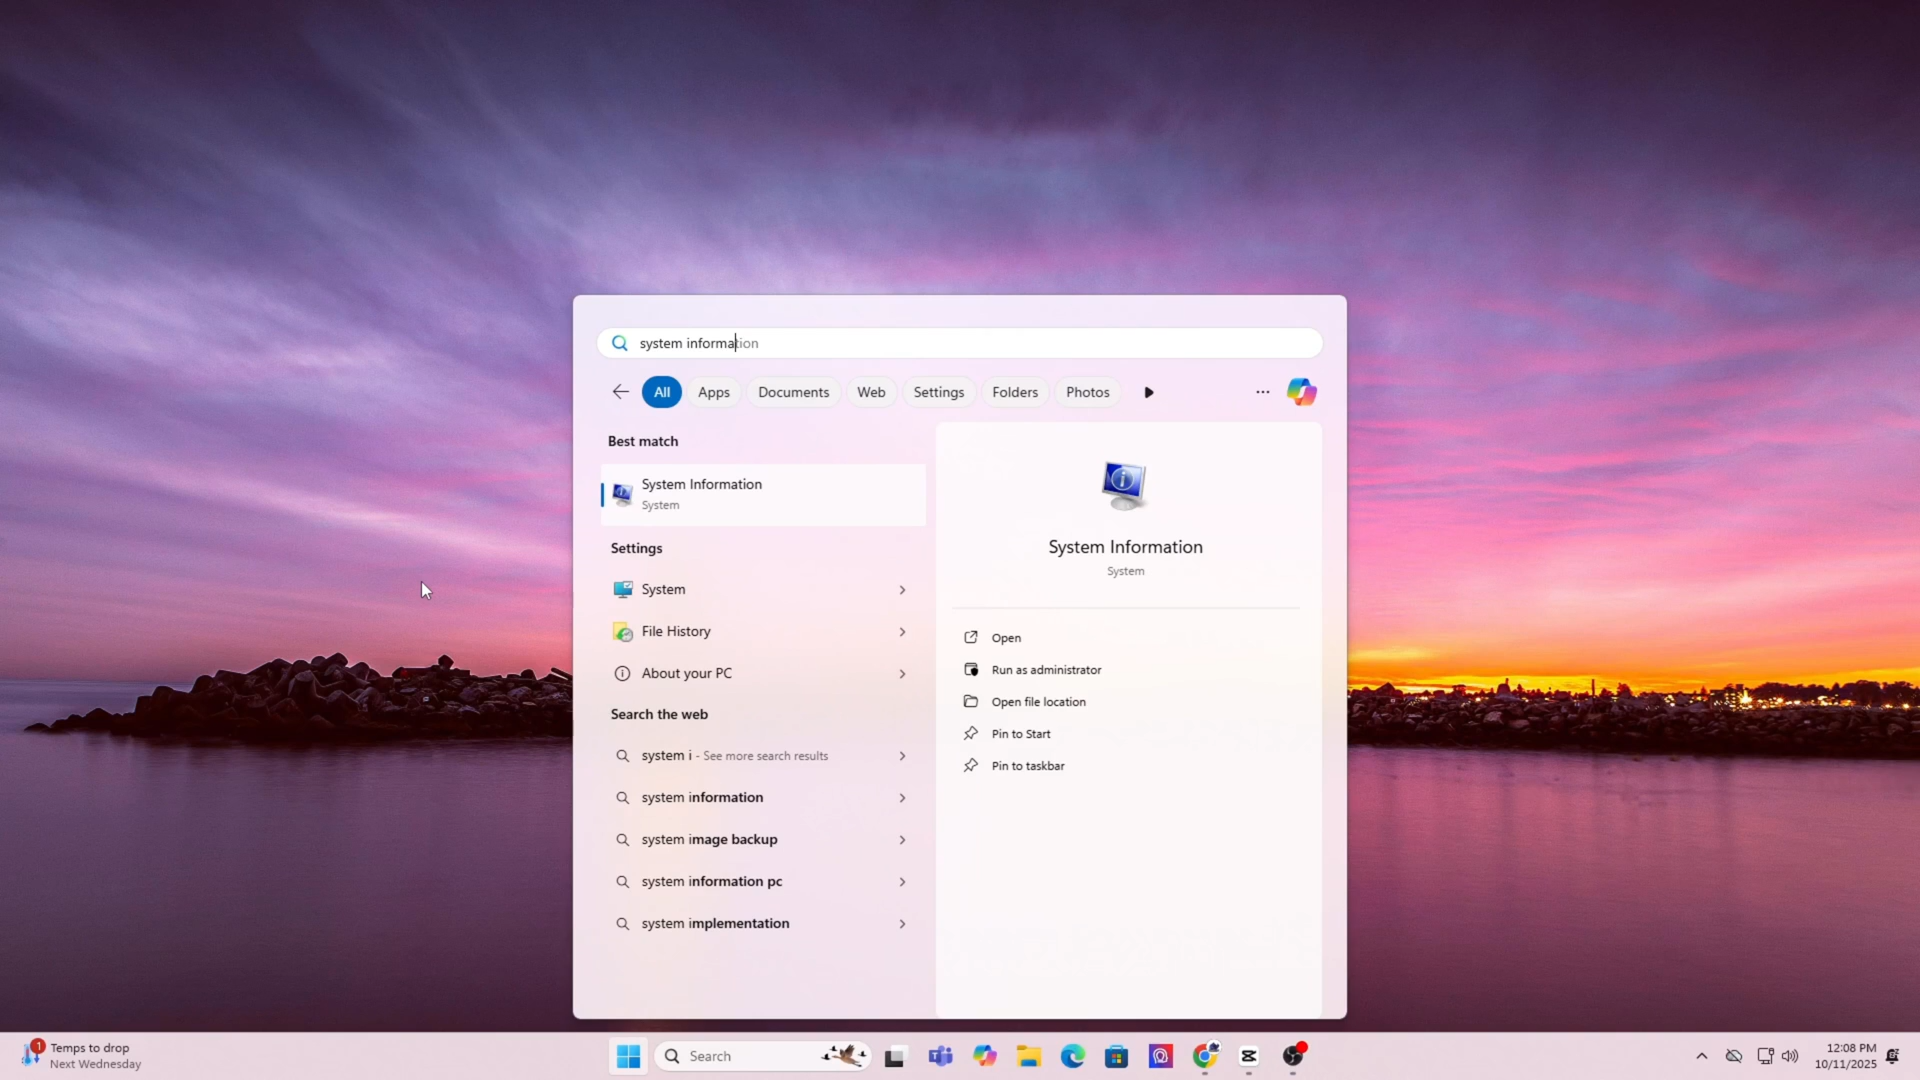 system information
All Apps Documents Web Settings Folders Photos
Best match
System Information
System
Settings
System
File History
About your PC
Search the web
system i - See more search results
system information
system image backup
system information pc
system implementation
System Information
System
Open
Run as administrator
Open file location
Pin to Start
Pin to taskbar
1
Temps to drop
Next Wednesday
Search
12:08 PM
10/11/2025